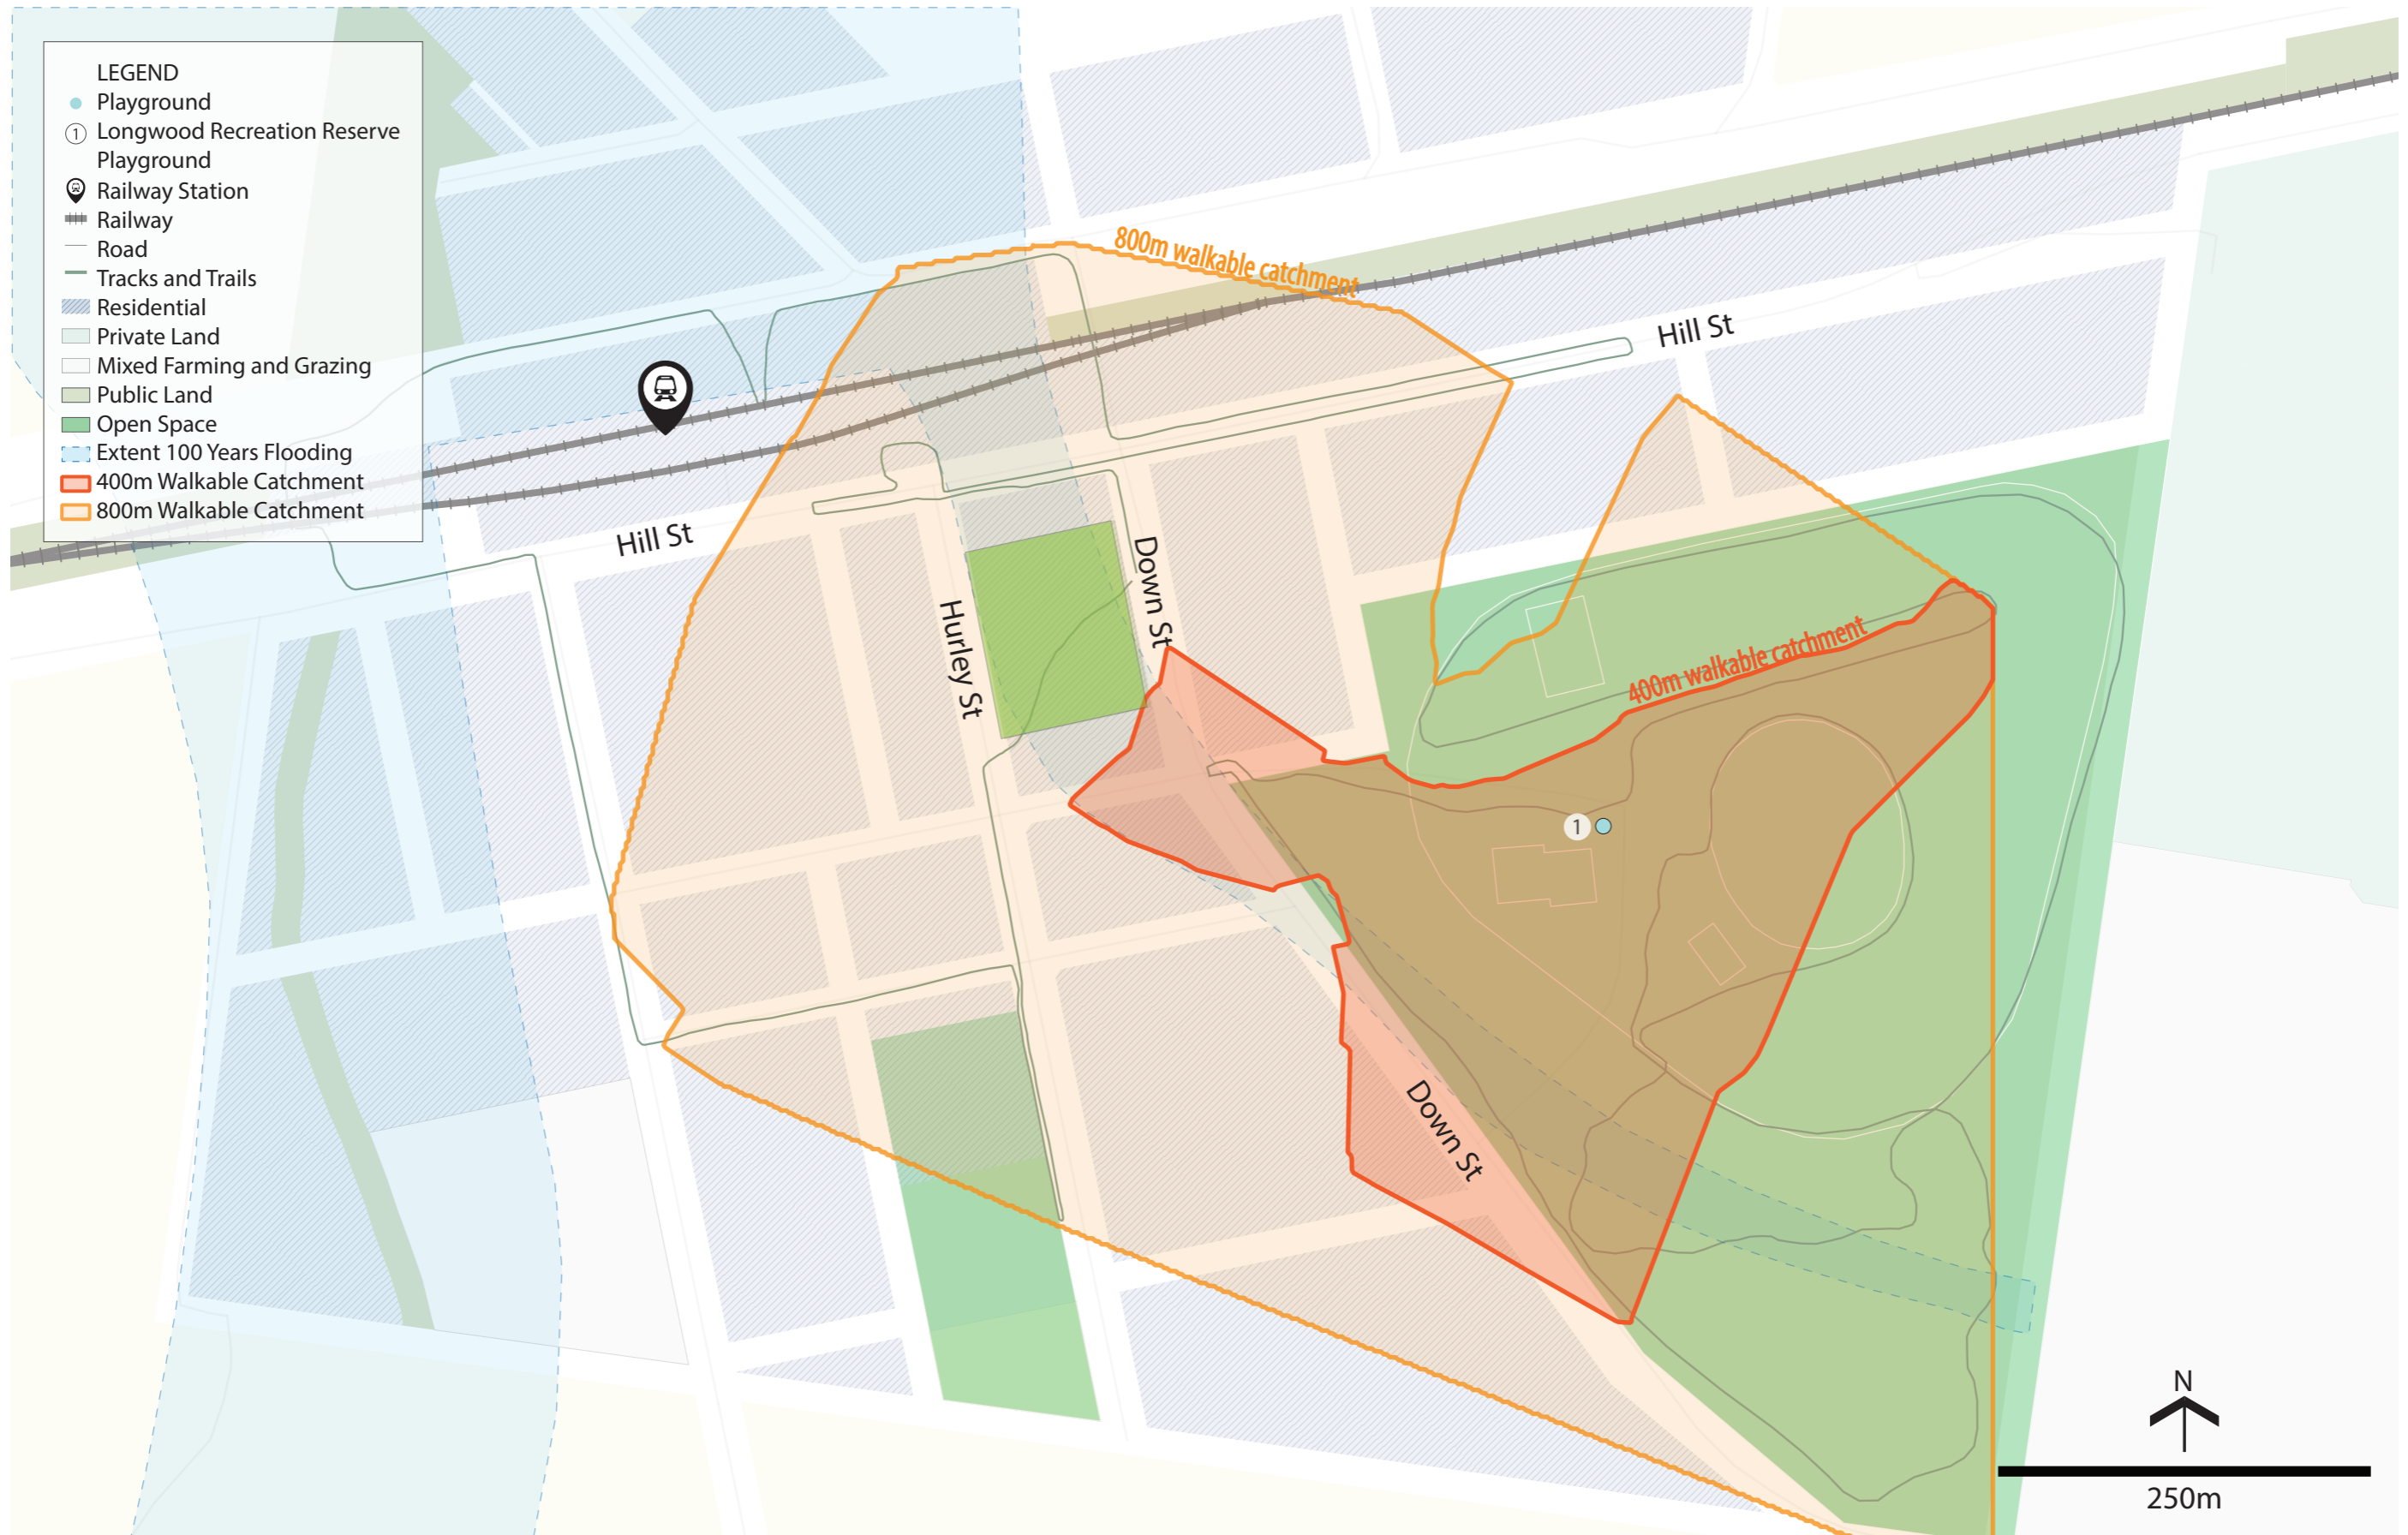 LEGEND
Playground
1 Longwood Recreation Reserve
Playground
Railway Station
Railway
Road
Tracks and Trails
Residential
Private Land
Mixed Farming and Grazing
Public Land
Open Space
Extent 100 Years Flooding
400m Walkable Catchment
800m Walkable Catchment
800m walkable catchment
Hill St
Hill St
Down St
Hurley St
400m walkable catchment
1
Down St
N
250m